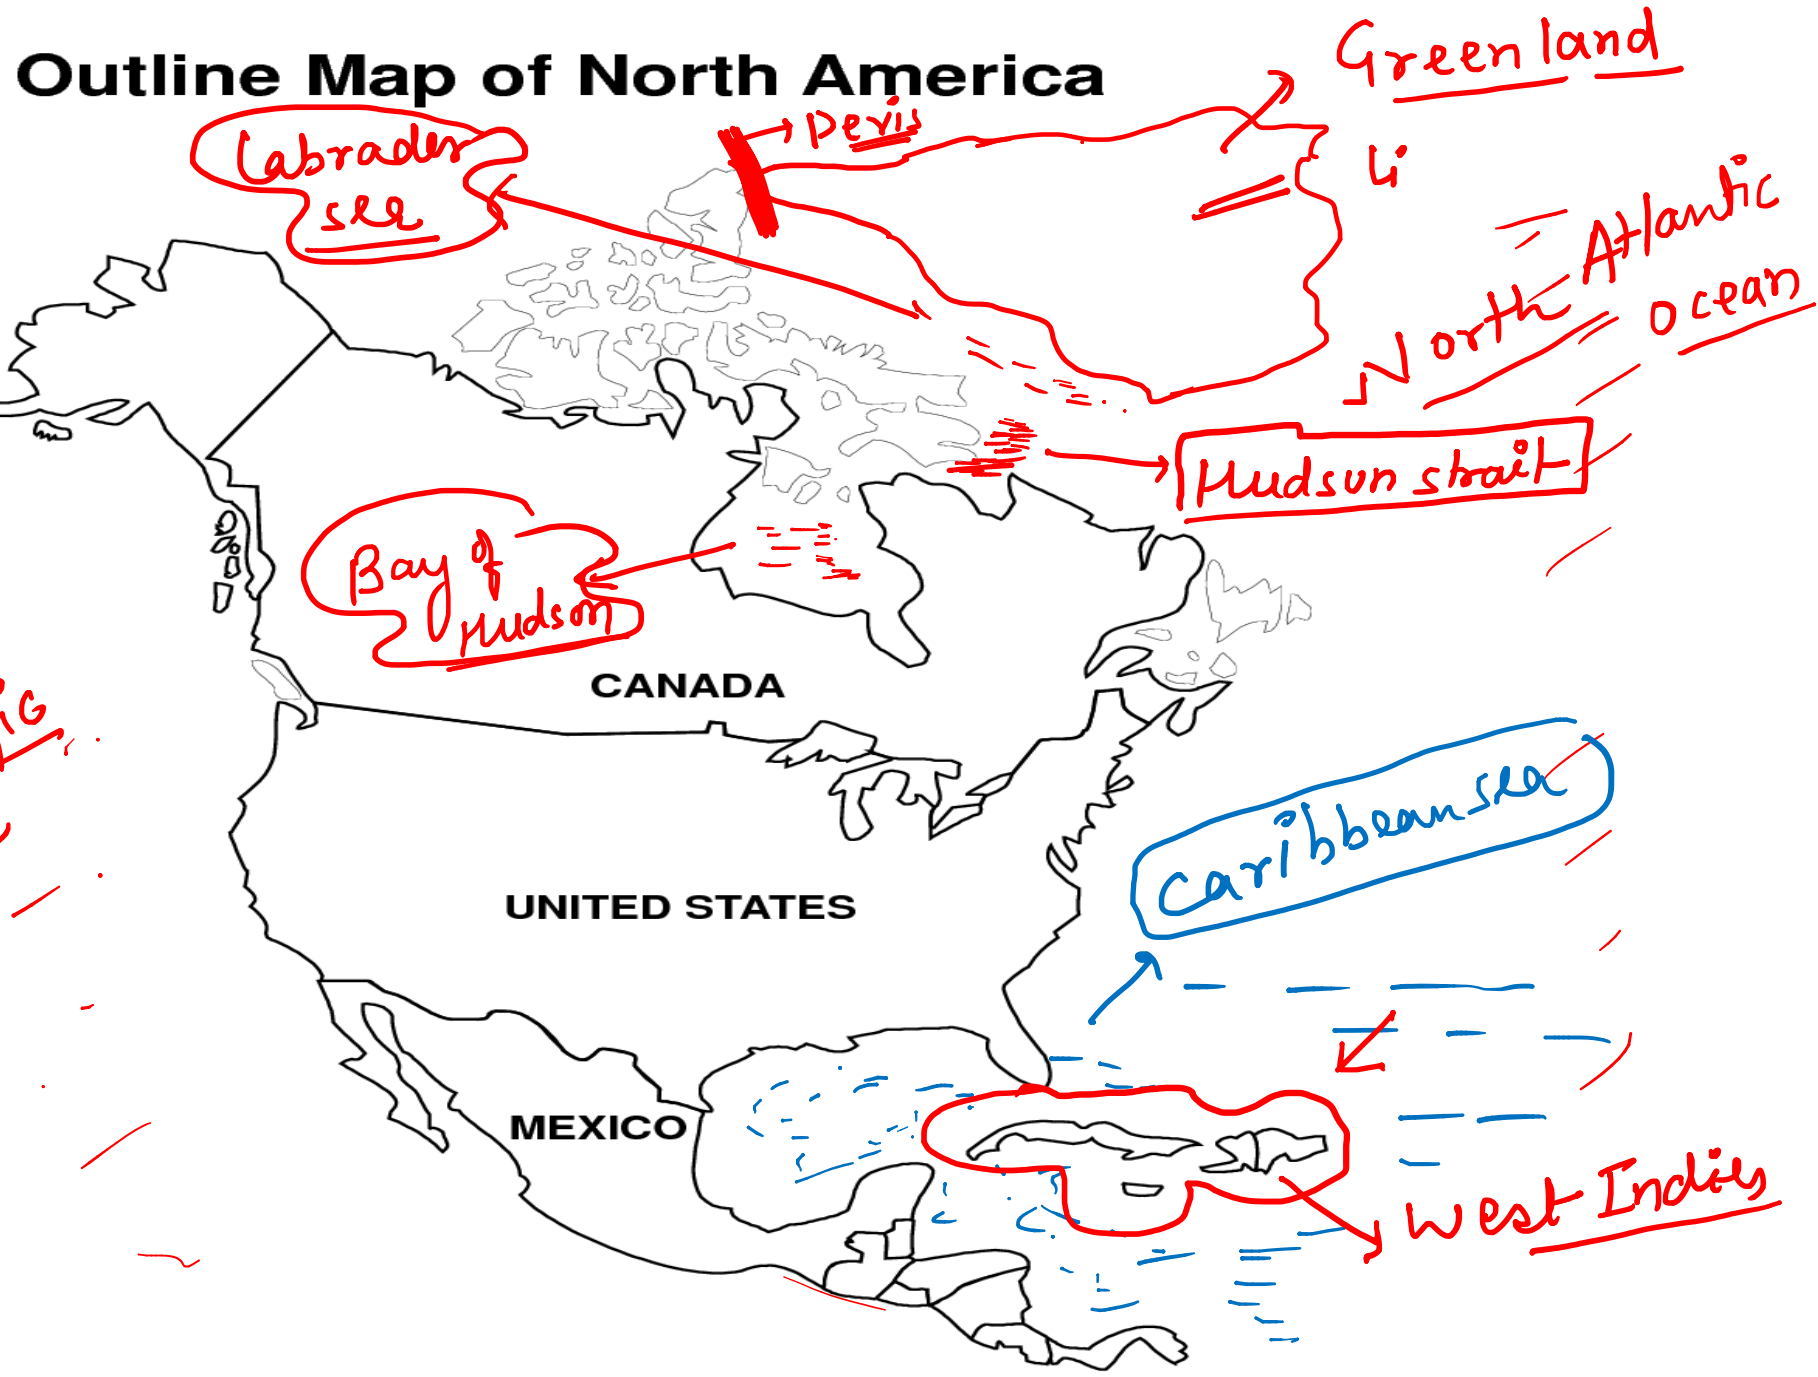 Outline Map of North America
Greenland
Devis
Labrador
sea
North Atlantic
ocean
Hudson strait
Bay of
Hudson
CANADA
Caribbean sea
UNITED STATES
MEXICO
West Indies